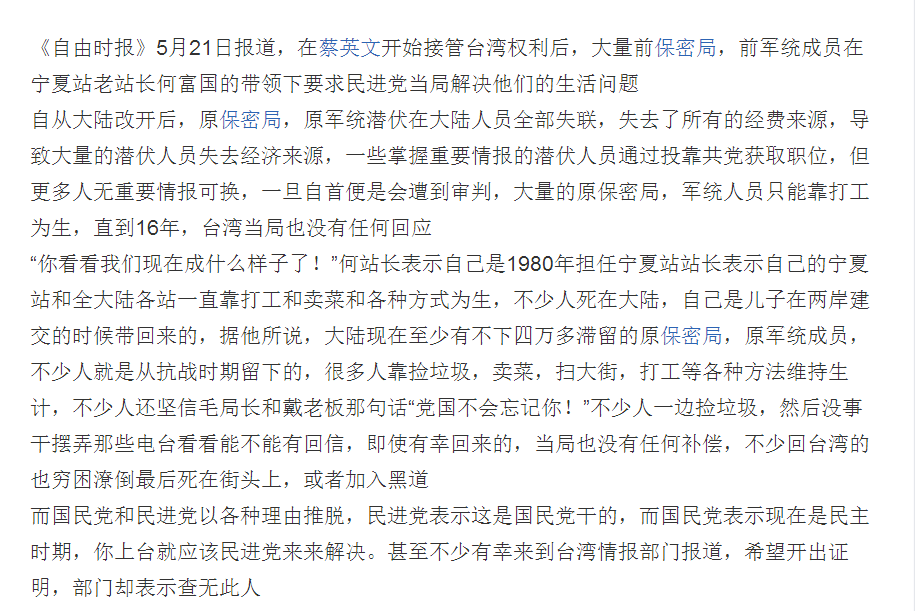 《自由时报》5月21日报道，在蔡英文开始接管台湾权利后，大量前保密局，前军统成员在
宁夏站老站长何富国的带领下要求民进党当局解决他们的生活问题
自从大陆改开后，原保密局，原军统潜伏在大陆人员全部失联，失去了所有的经费来源，导
致大量的潜伏人员失去经济来源，一些掌握重要情报的潜伏人员通过投靠共党获取职位，但
更多人无重要情报可换，一旦自首便是会遭到审判，大量的原保密局，军统人员只能靠打工
为生，直到16年，台湾当局也没有任何回应
“你看看我们现在成什么样子了！”何站长表示自己是1980年担任宁夏站站长表示自己的宁夏
站和全大陆各站一直靠打工和卖菜和各种方式为生，不少人死在大陆，自己是儿子在两岸建
交的时候带回来的，据他所说，大陆现在至少有不下四万多滞留的原保密局，原军统成员，
不少人就是从抗战时期留下的，很多人靠捡垃圾，卖菜，扫大街，打工等各种方法维持生
计，不少人还坚信毛局长和戴老板那句话“党国不会忘记你！”不少人一边捡垃圾，然后没事
干摆弄那些电台看看能不能有回信，即使有幸回来的，当局也没有任何补偿，不少回台湾的
也穷困潦倒最后死在街头上，或者加入黑道
而国民党和民进党以各种理由推脱，民进党表示这是国民党干的，而国民党表示现在是民主
时期，你上台就应该民进党来来解决。甚至不少有幸来到台湾情报部门报道，希望开出证
明，部门却表示查无此人